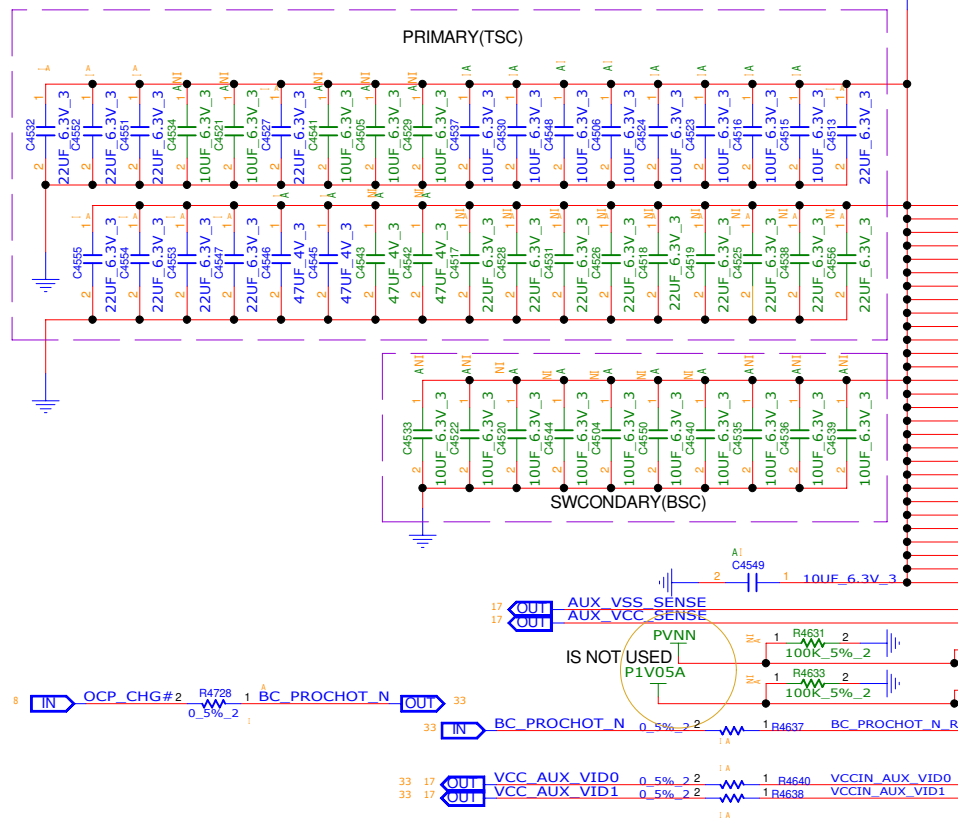 PRIMARY(TSC)
C4532 22UF_6.3V_3
C4552 22UF_6.3V_3
C4551 22UF_6.3V_3
C4534 10UF_6.3V_3
C4521 10UF_6.3V_3
C4527 22UF_6.3V_3
C4541 10UF_6.3V_3
C4505 10UF_6.3V_3
C4529 10UF_6.3V_3
C4537 10UF_6.3V_3
C4530 10UF_6.3V_3
C4548 10UF_6.3V_3
C4506 10UF_6.3V_3
C4524 10UF_6.3V_3
C4523 10UF_6.3V_3
C4516 10UF_6.3V_3
C4515 10UF_6.3V_3
C4513 22UF_6.3V_3
C4555 22UF_6.3V_3
C4554 22UF_6.3V_3
C4553 22UF_6.3V_3
C4547 22UF_6.3V_3
C4546 47UF_4V_3
C4545 47UF_4V_3
C4543 47UF_4V_3
C4542 47UF_4V_3
C4517 22UF_6.3V_3
C4528 22UF_6.3V_3
C4531 22UF_6.3V_3
C4526 22UF_6.3V_3
C4518 22UF_6.3V_3
C4519 22UF_6.3V_3
C4525 22UF_6.3V_3
C4538 22UF_6.3V_3
C4556 22UF_6.3V_3
C4533 10UF_6.3V_3
C4522 10UF_6.3V_3
C4520 10UF_6.3V_3
C4544 10UF_6.3V_3
C4504 10UF_6.3V_3
C4550 10UF_6.3V_3
C4540 10UF_6.3V_3
C4535 10UF_6.3V_3
C4536 10UF_6.3V_3
C4539 10UF_6.3V_3
SWCONDARY(BSC)
C4549
2 1 10UF_6.3V_3
17 OUT AUX_VSS_SENSE
17 OUT AUX_VCC_SENSE
PVNN
1 R4631 2
100K_5%_2
IS NOT USED
P1V05A
1 R4633 2
100K_5%_2
8 IN OCP_CHG# 2 R4728 1 BC_PROCHOT_N OUT 33
0_5%_2
33 IN BC_PROCHOT_N 0_5%_2 2 1 R4637 BC_PROCHOT_N_R
33 17 OUT VCC_AUX_VID0 0_5%_2 2 1 R4640 VCCIN_AUX_VID0
33 17 OUT VCC_AUX_VID1 0_5%_2 2 1 R4638 VCCIN_AUX_VID1